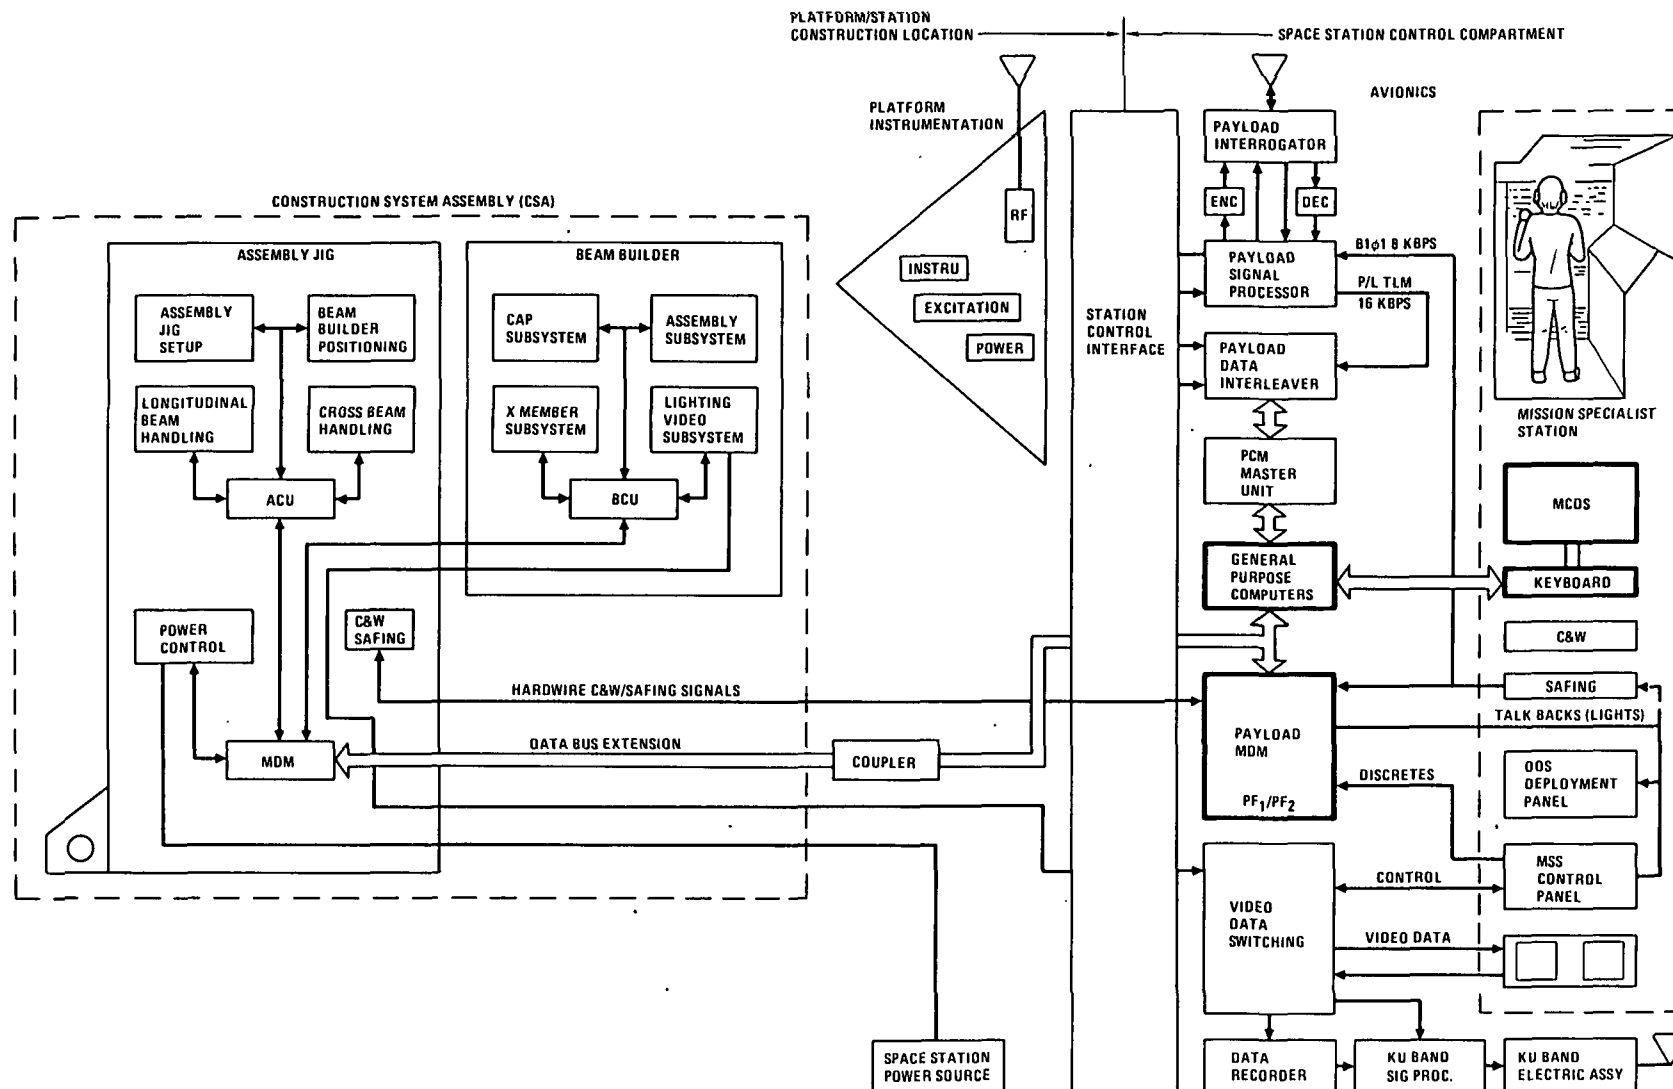 PLATFORM/STATION
CONSTRUCTION LOCATION
SPACE STATION CONTROL COMPARTMENT
PLATFORM
INSTRUMENTATION
AVIONICS
CONSTRUCTION SYSTEM ASSEMBLY (CSA)
ASSEMBLY JIG
ASSEMBLY
JIG
SETUP
BEAM
BUILDER
POSITIONING
LONGITUDINAL
BEAM
HANDLING
CROSS BEAM
HANDLING
ACU
POWER
CONTROL
MDM
BEAM BUILDER
CAP
SUBSYSTEM
ASSEMBLY
SUBSYSTEM
X MEMBER
SUBSYSTEM
LIGHTING
VIDEO
SUBSYSTEM
BCU
C&W
SAFING
HARDWIRE C&W/SAFING SIGNALS
DATA BUS EXTENSION
COUPLER
SPACE STATION
POWER SOURCE
RF
INSTRU
EXCITATION
POWER
STATION
CONTROL
INTERFACE
PAYLOAD
INTERROGATOR
ENC
DEC
PAYLOAD
SIGNAL
PROCESSOR
B1ϕ1 8 KBPS
P/L TLM
16 KBPS
PAYLOAD
DATA
INTERLEAVER
PCM
MASTER
UNIT
GENERAL
PURPOSE
COMPUTERS
PAYLOAD
MDM
PF1/PF2
TALK BACKS (LIGHTS)
DISCRETES
VIDEO
DATA
SWITCHING
CONTROL
VIDEO DATA
DATA
RECORDER
KU BAND
SIG PROC.
KU BAND
ELECTRIC ASSY
MISSION SPECIALIST
STATION
MCDS
KEYBOARD
C&W
SAFING
OOS
DEPLOYMENT
PANEL
MSS
CONTROL
PANEL